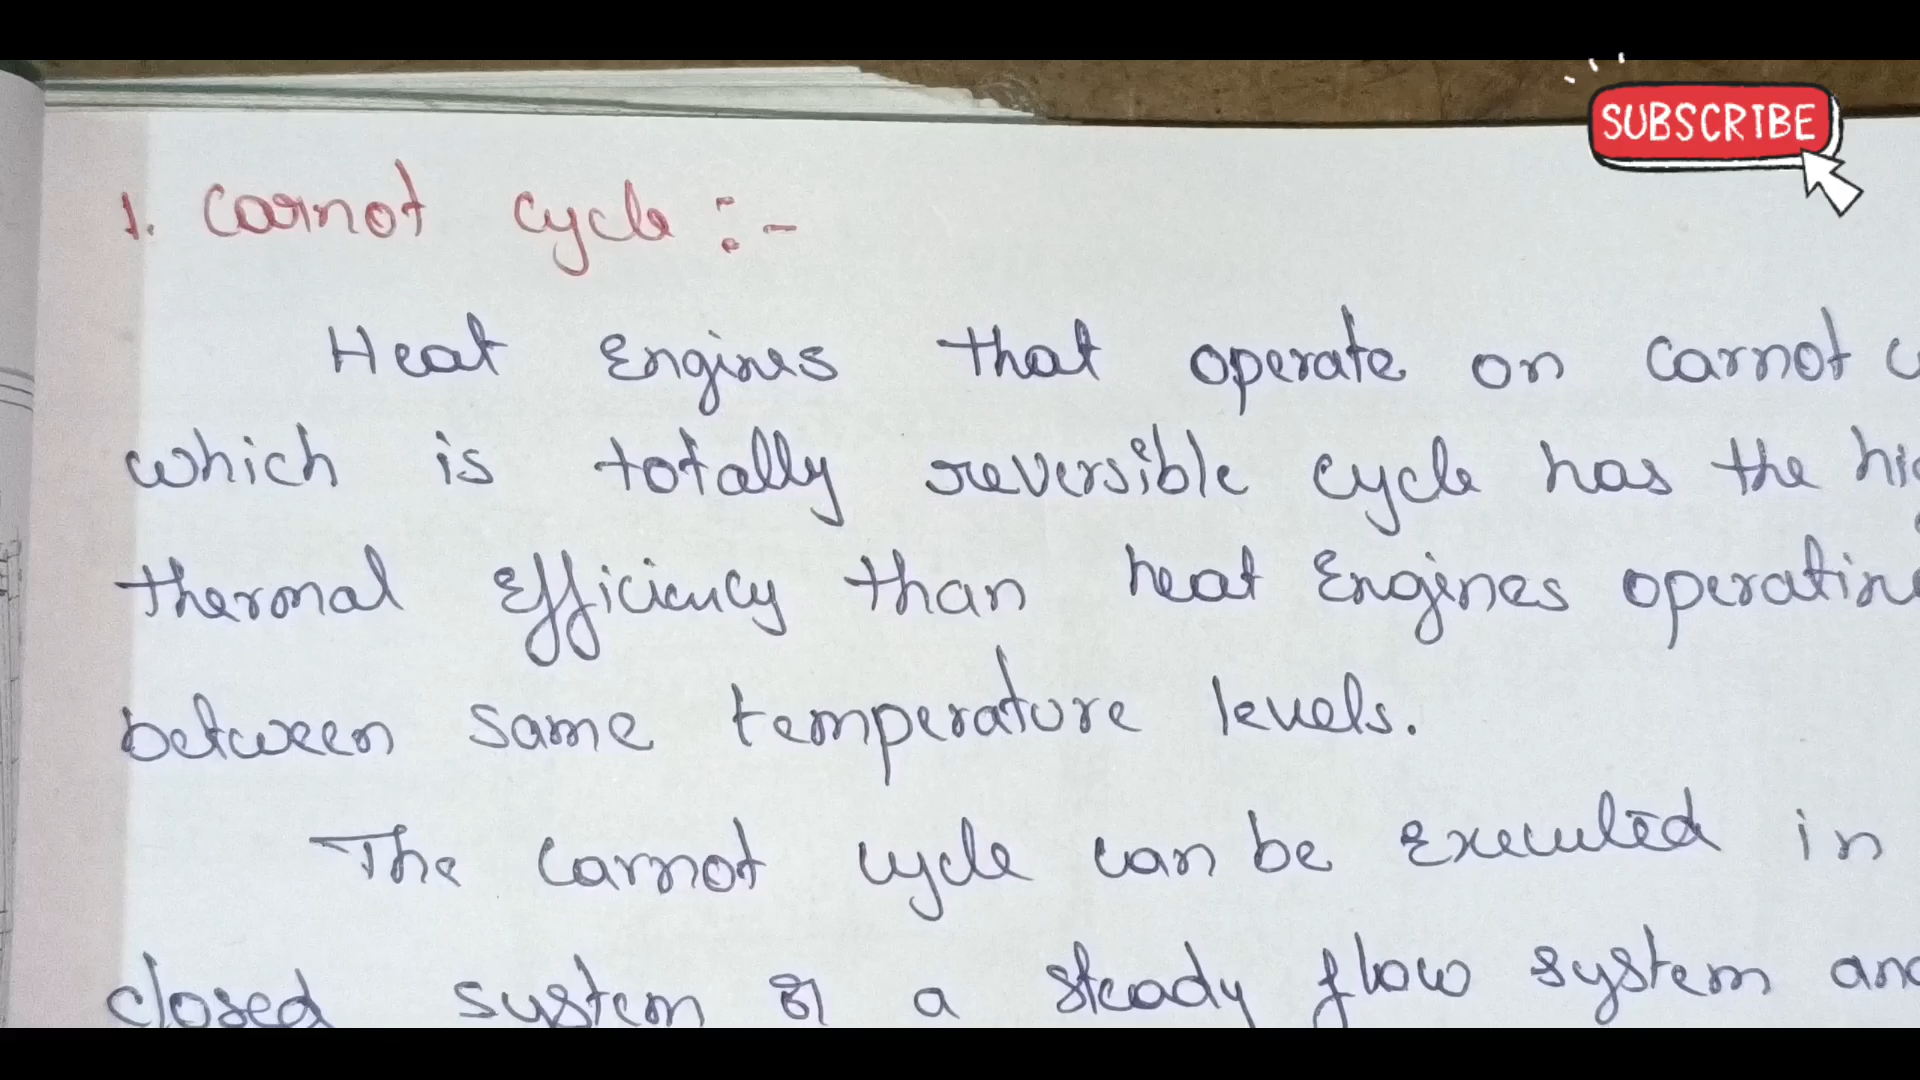 SUBSCRIBE
1. Carnot cycle :-
Heat Engines that operate on Carnot
which is totally reversible cycle has the
thermal Efficiency than heat Engines operatin
between same temperature levels.
The Carnot cycle can be Executed in
closed system or a steady flow system and